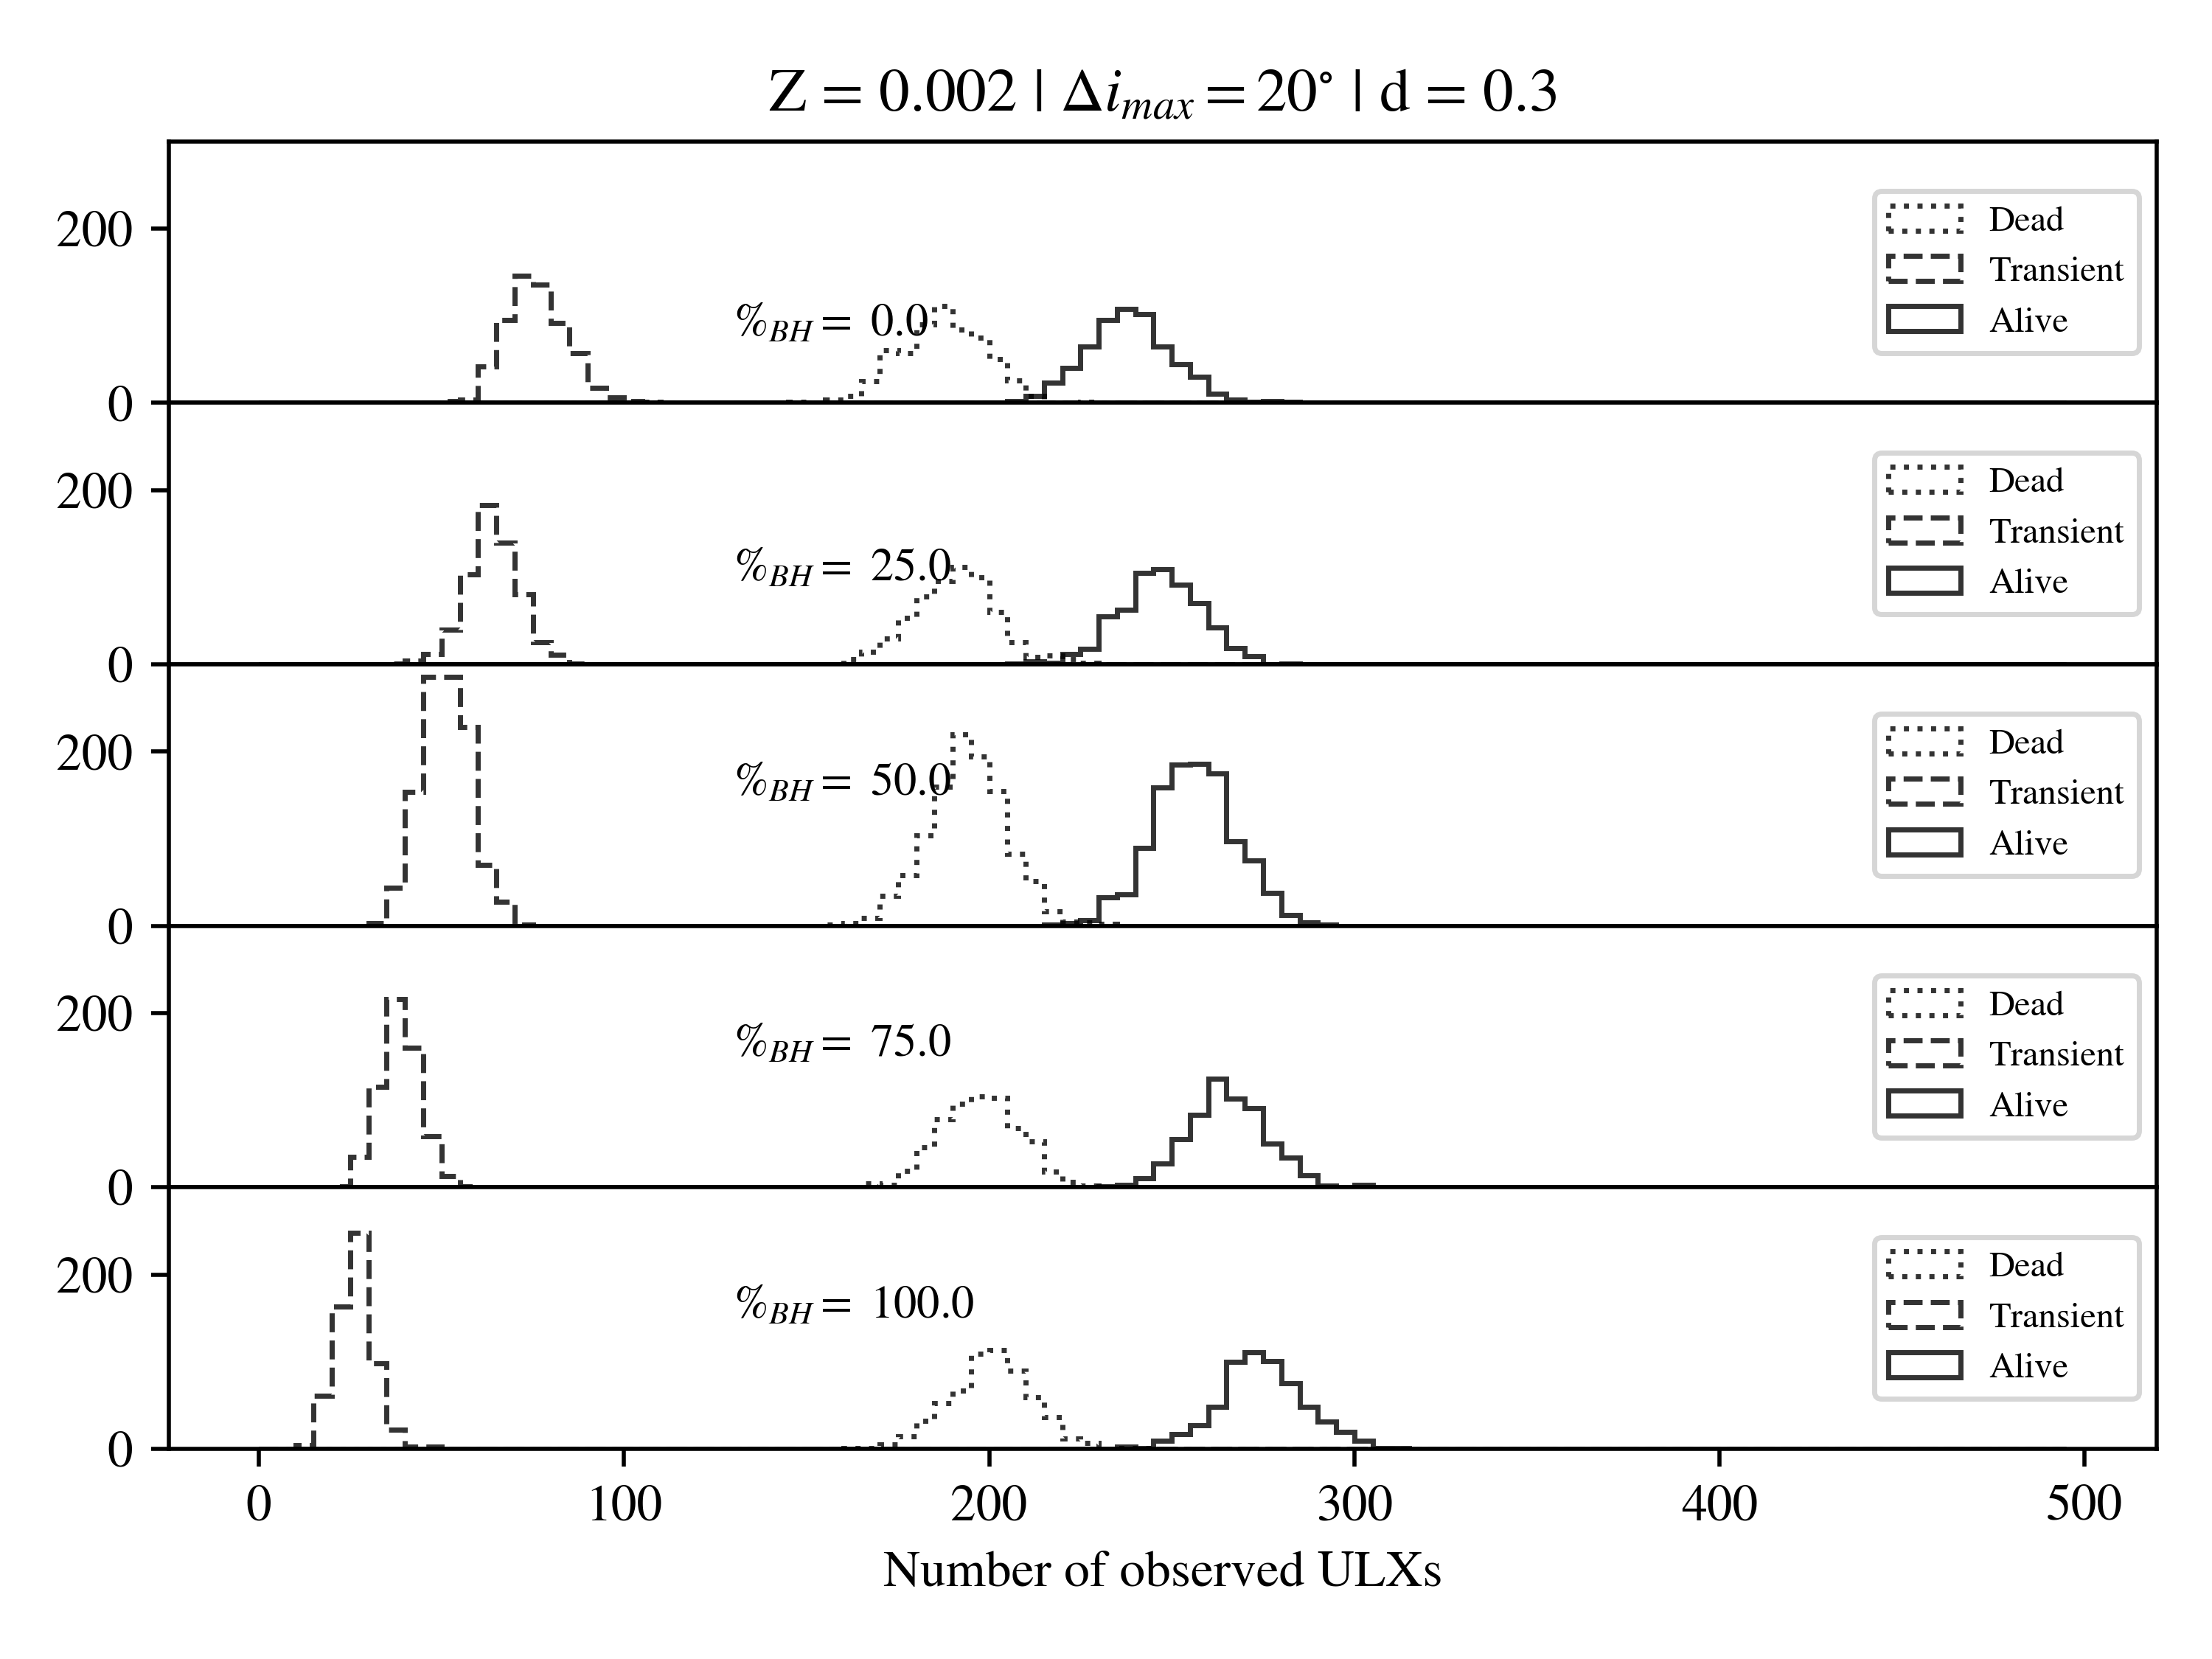 Z = 0.002 | Δi_max = 20° | d = 0.3
200
%_BH = 0.0
0
Dead
Transient
Alive
200
%_BH = 25.0
0
Dead
Transient
Alive
200
%_BH = 50.0
0
Dead
Transient
Alive
200
%_BH = 75.0
0
Dead
Transient
Alive
200
%_BH = 100.0
0
Dead
Transient
Alive
0 100 200 300 400 500
Number of observed ULXs